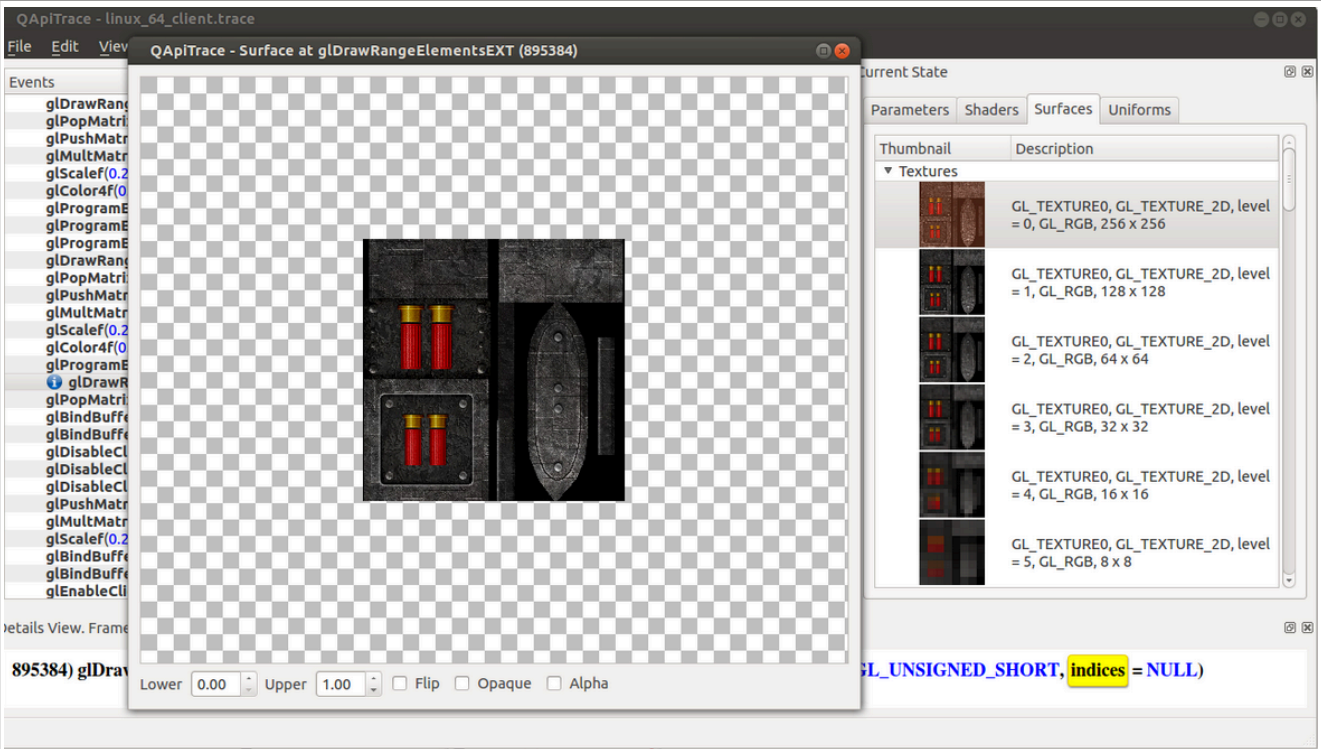 QApiTrace - linux_64_client.trace
File Edit View
QApiTrace - Surface at glDrawRangeElementsEXT (895384)
Events
glDrawRang
glPopMatri
glPushMatr
glMultMatr
glScalef(0.2
glColor4f(0
glProgramE
glProgramE
glProgramE
glDrawRang
glPopMatri
glPushMatr
glMultMatr
glScalef(0.2
glColor4f(0
glProgramE
glDrawR
glPopMatri
glBindBuffe
glBindBuffe
glDisableCl
glDisableCl
glDisableCl
glPushMatr
glMultMatr
glScalef(0.2
glBindBuffe
glBindBuffe
glEnableCli
Lower 0.00 Upper 1.00 Flip Opaque Alpha
Current State
Parameters Shaders Surfaces Uniforms
Thumbnail Description
Textures
GL_TEXTURE0, GL_TEXTURE_2D, level
= 0, GL_RGB, 256 x 256
GL_TEXTURE0, GL_TEXTURE_2D, level
= 1, GL_RGB, 128 x 128
GL_TEXTURE0, GL_TEXTURE_2D, level
= 2, GL_RGB, 64 x 64
GL_TEXTURE0, GL_TEXTURE_2D, level
= 3, GL_RGB, 32 x 32
GL_TEXTURE0, GL_TEXTURE_2D, level
= 4, GL_RGB, 16 x 16
GL_TEXTURE0, GL_TEXTURE_2D, level
= 5, GL_RGB, 8 x 8
Details View. Frame
895384) glDraw GL_UNSIGNED_SHORT, indices = NULL)